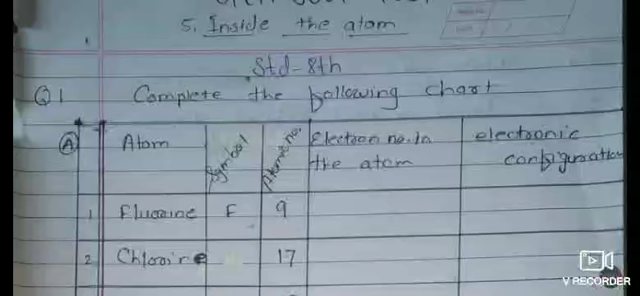 5. Inside the atom
Std-8th
Q1 Complete the following chart
A Atom Symbol Atomic no. Electron no. in the atom electronic configuration
1 Fluorine F 9
2 Chlorine 17
V RECORDER